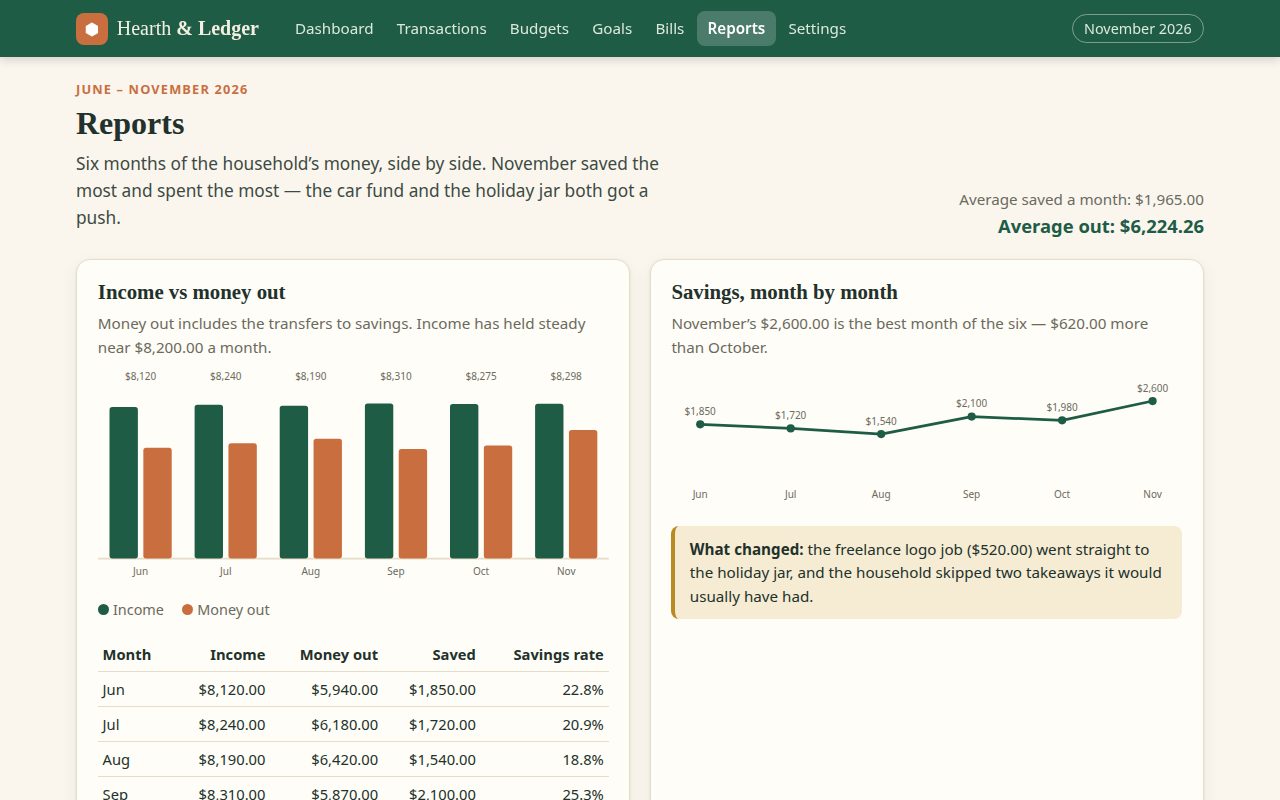 Hearth & Ledger
Dashboard
Transactions
Budgets
Goals
Bills
Reports
Settings
November 2026
JUNE – NOVEMBER 2026
Reports
Six months of the household’s money, side by side. November saved the
most and spent the most — the car fund and the holiday jar both got a
push.
Average saved a month: $1,965.00
Average out: $6,224.26
Income vs money out
Money out includes the transfers to savings. Income has held steady
near $8,200.00 a month.
$8,120 $8,240 $8,190 $8,310 $8,275 $8,298
Jun Jul Aug Sep Oct Nov
Income Money out
Month Income Money out Saved Savings rate
Jun $8,120.00 $5,940.00 $1,850.00 22.8%
Jul $8,240.00 $6,180.00 $1,720.00 20.9%
Aug $8,190.00 $6,420.00 $1,540.00 18.8%
Sep $8,310.00 $5,870.00 $2,100.00 25.3%
Savings, month by month
November’s $2,600.00 is the best month of the six — $620.00 more
than October.
$1,850 $1,720 $1,540 $2,100 $1,980 $2,600
Jun Jul Aug Sep Oct Nov
What changed: the freelance logo job ($520.00) went straight to
the holiday jar, and the household skipped two takeaways it would
usually have had.